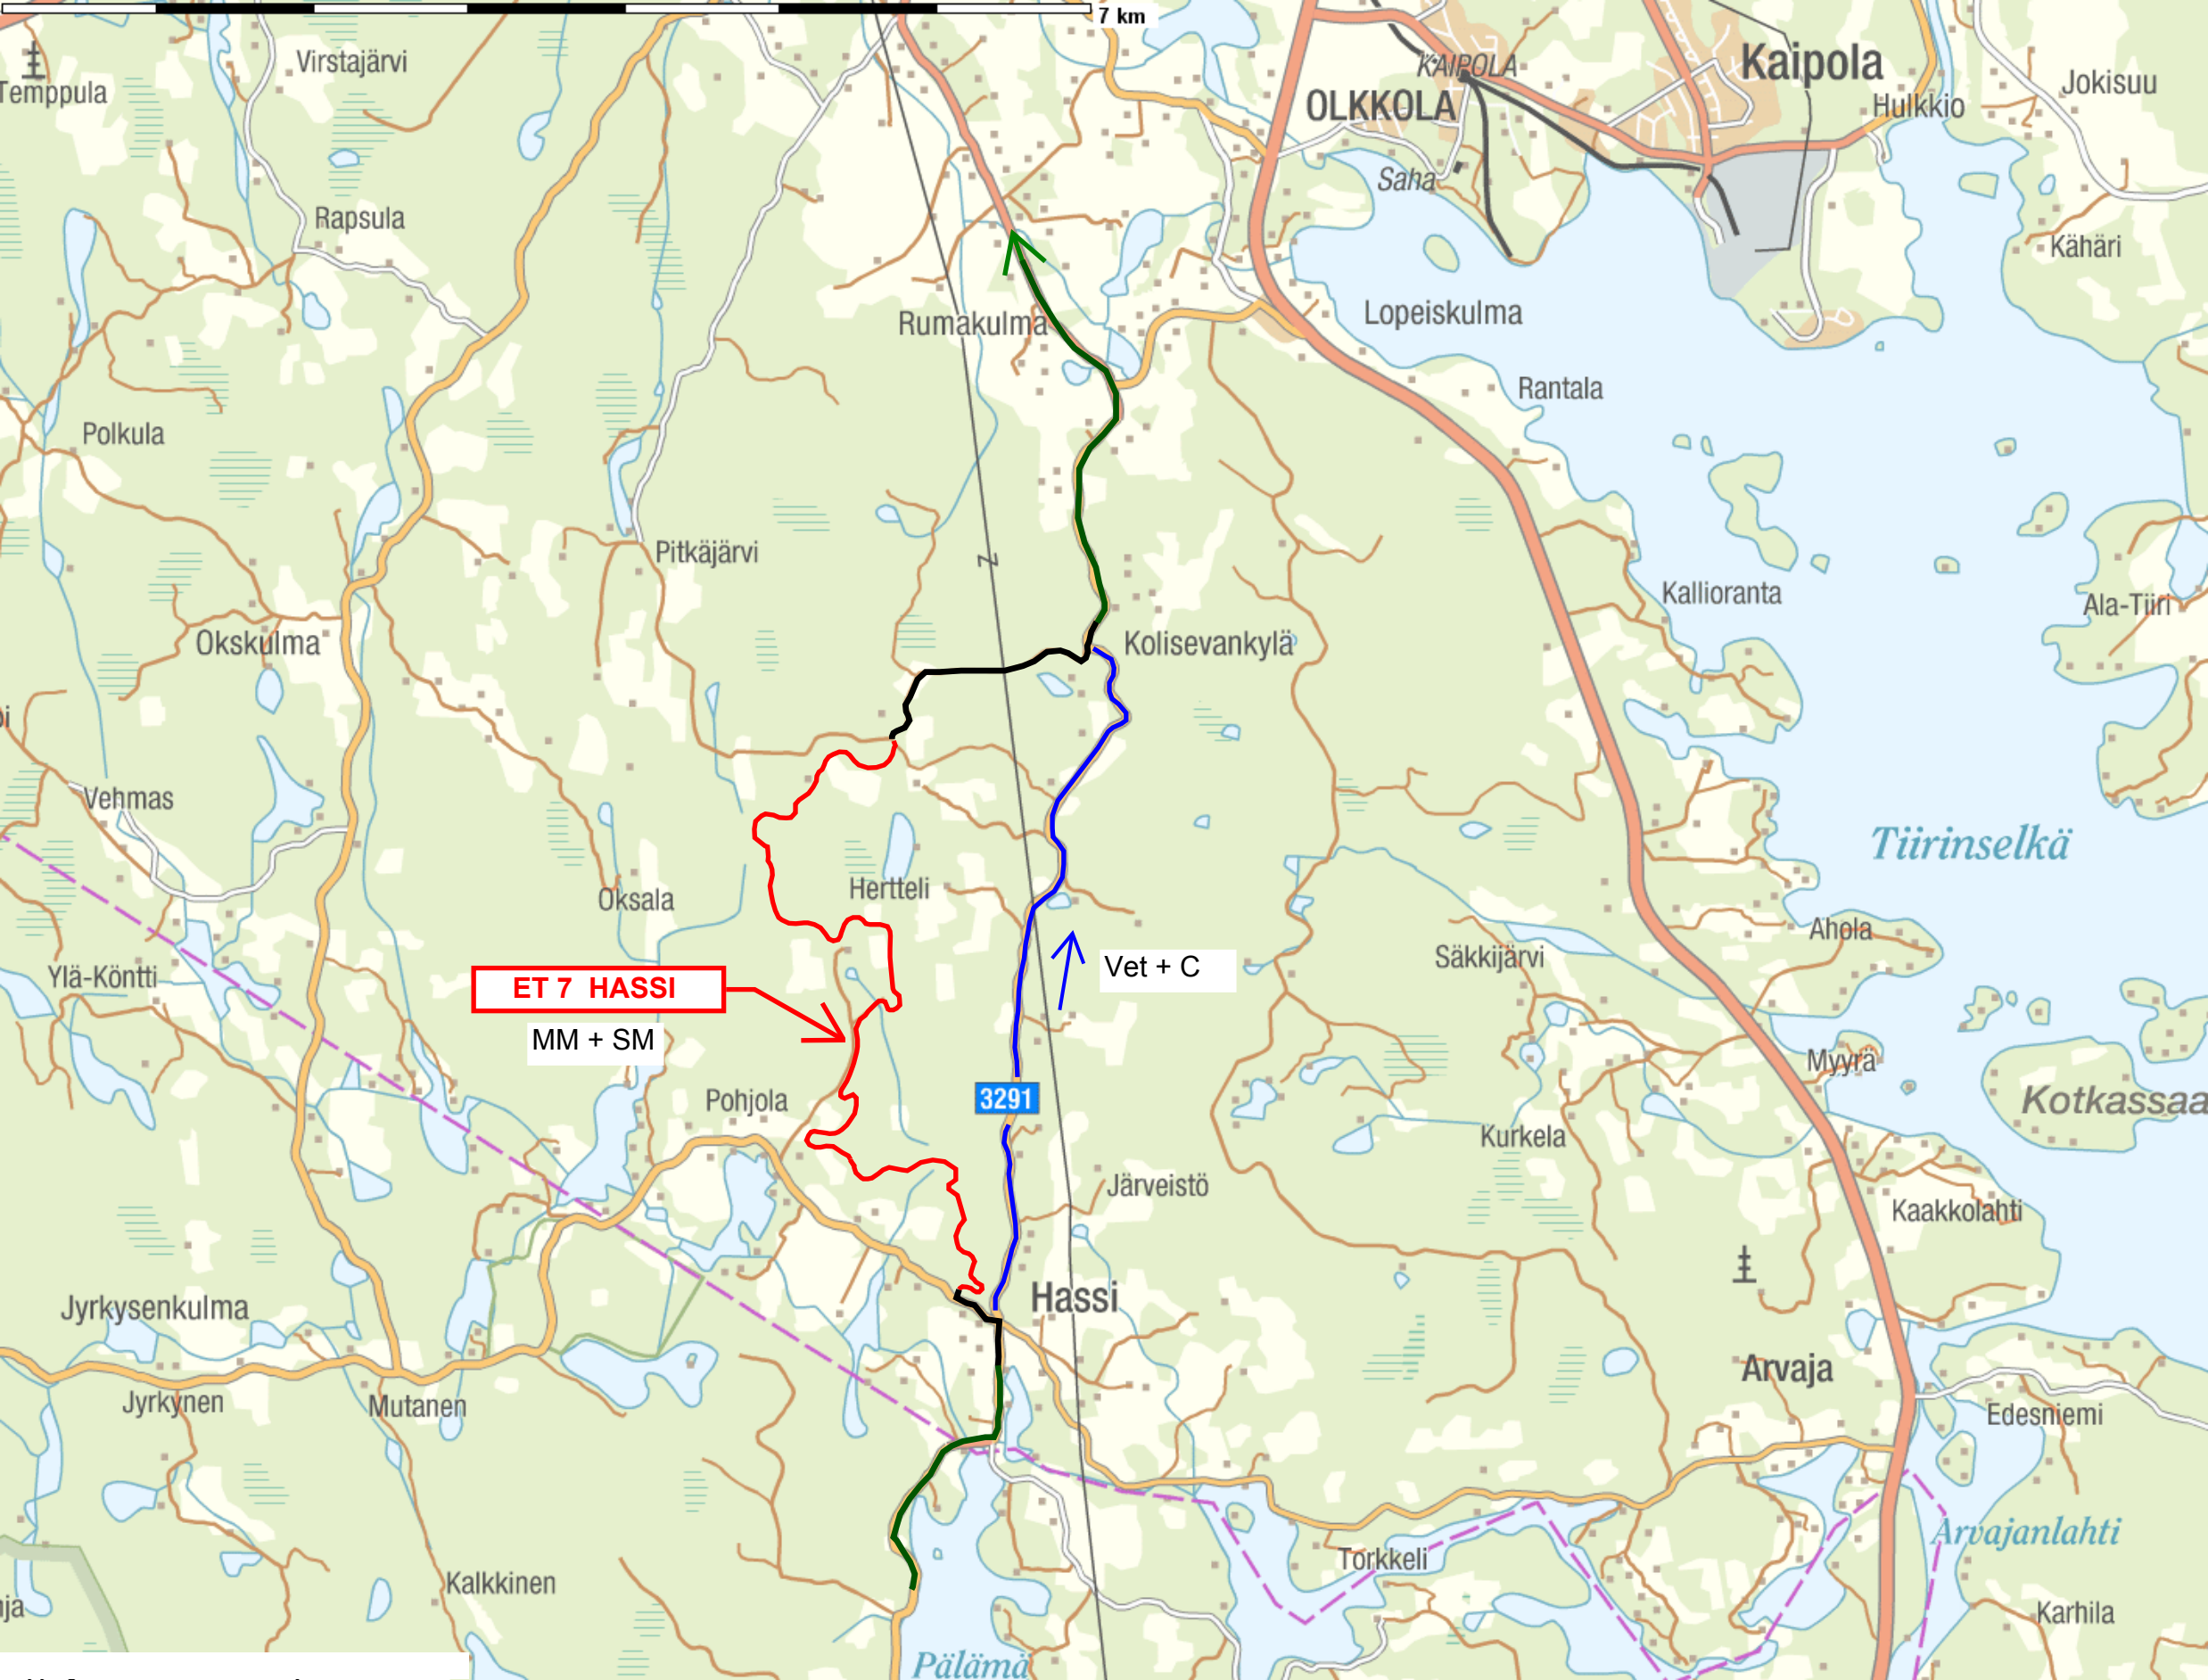 7 km
Virstajärvi
KAIPOLA
Kaipola
Jokisuu
Temppula
OLKKOLA
Hulkkio
Saha
Rapsula
Kähäri
Rumakulma
Lopeiskulma
Rantala
Polkula
Pitkäjärvi
Z
Kallioranta
Ala-Tiiri
Okskulma
Kolisevankylä
Vehmas
Tiirinselkä
Oksala
Hertteli
Ahola
Säkkijärvi
Vet + C
Ylä-Köntti
ET 7 HASSI
MM + SM
Myyrä
Pohjola
3291
Kotkassaa
Kurkela
Järveistö
Kaakkolahti
Jyrkysenkulma
Hassi
Arvaja
Jyrkynen
Mutanen
Edesniemi
Arvajanlahti
Torkkeli
Kalkkinen
Karhila
Pälämä